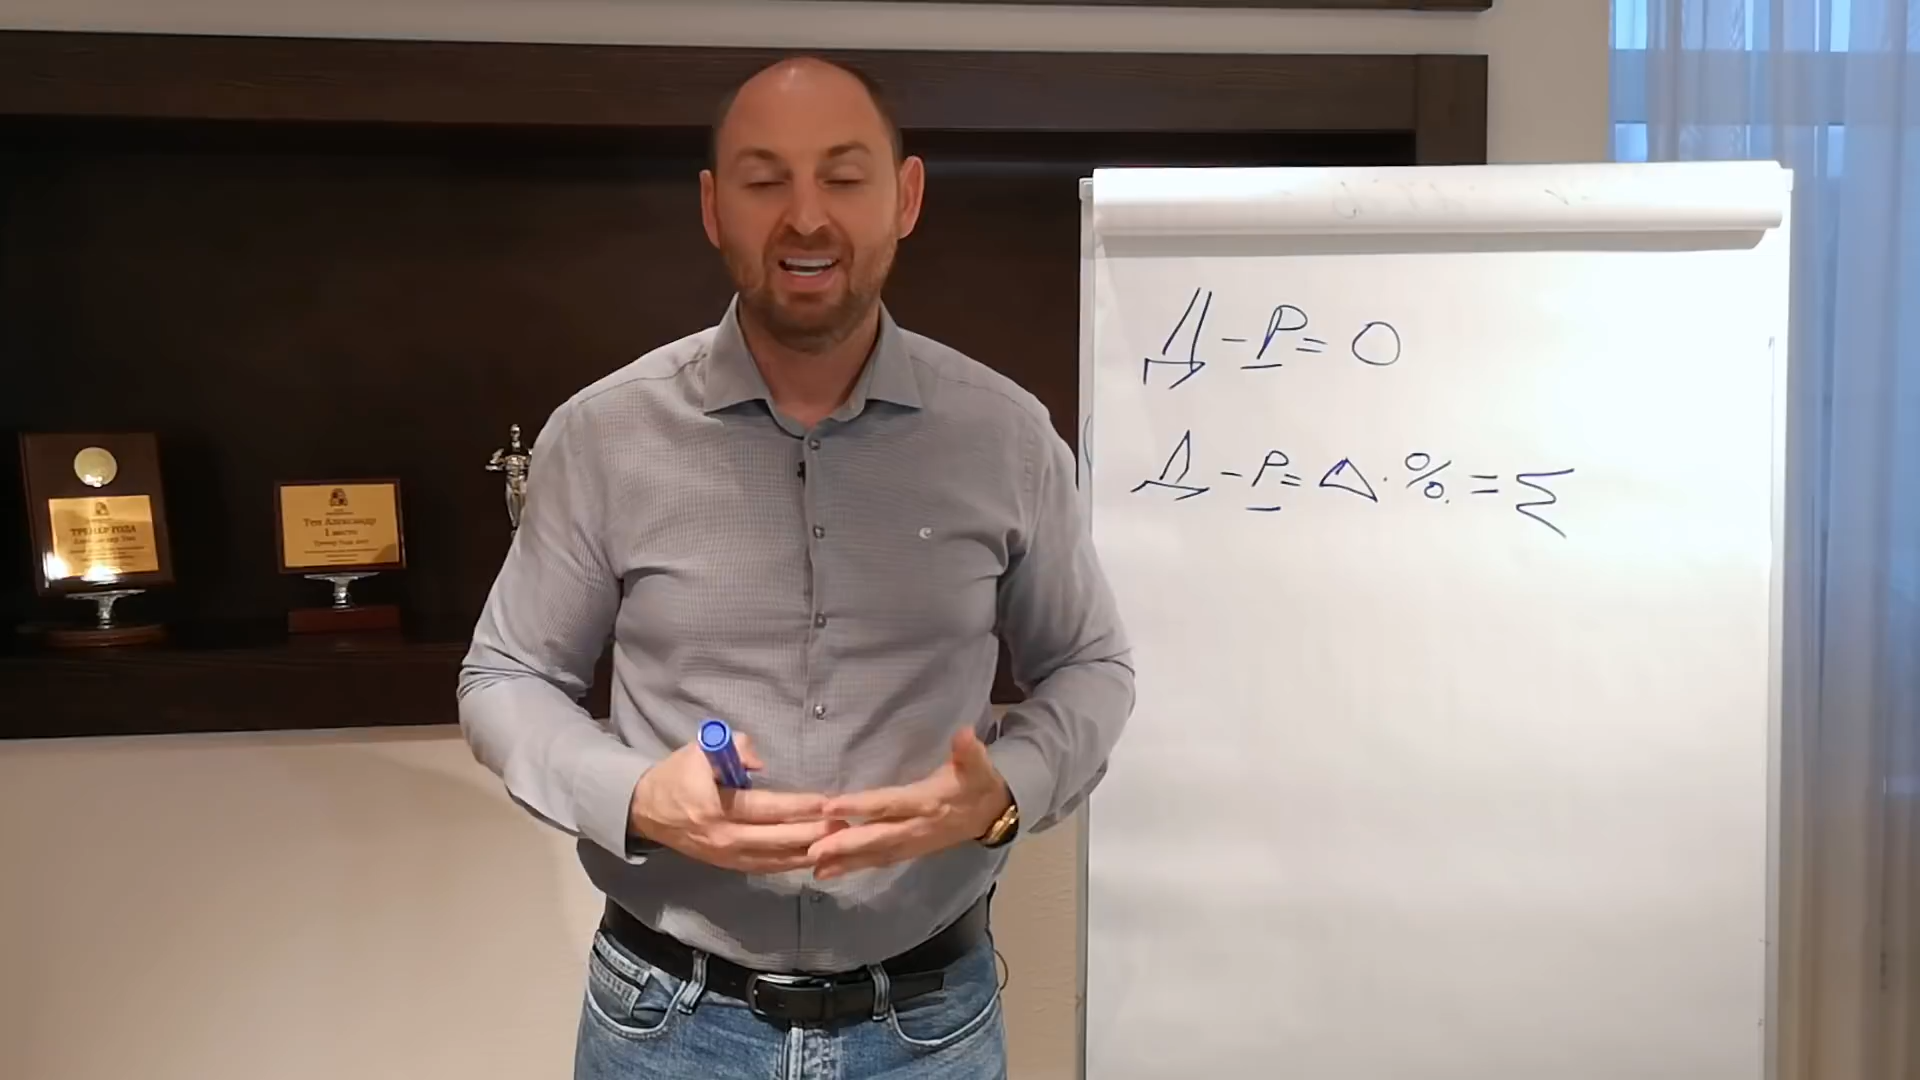 ТРЕНЕР ГОДА
Тен Александр
1 место
Д - Р = 0
Д - Р = Δ · % = Σ